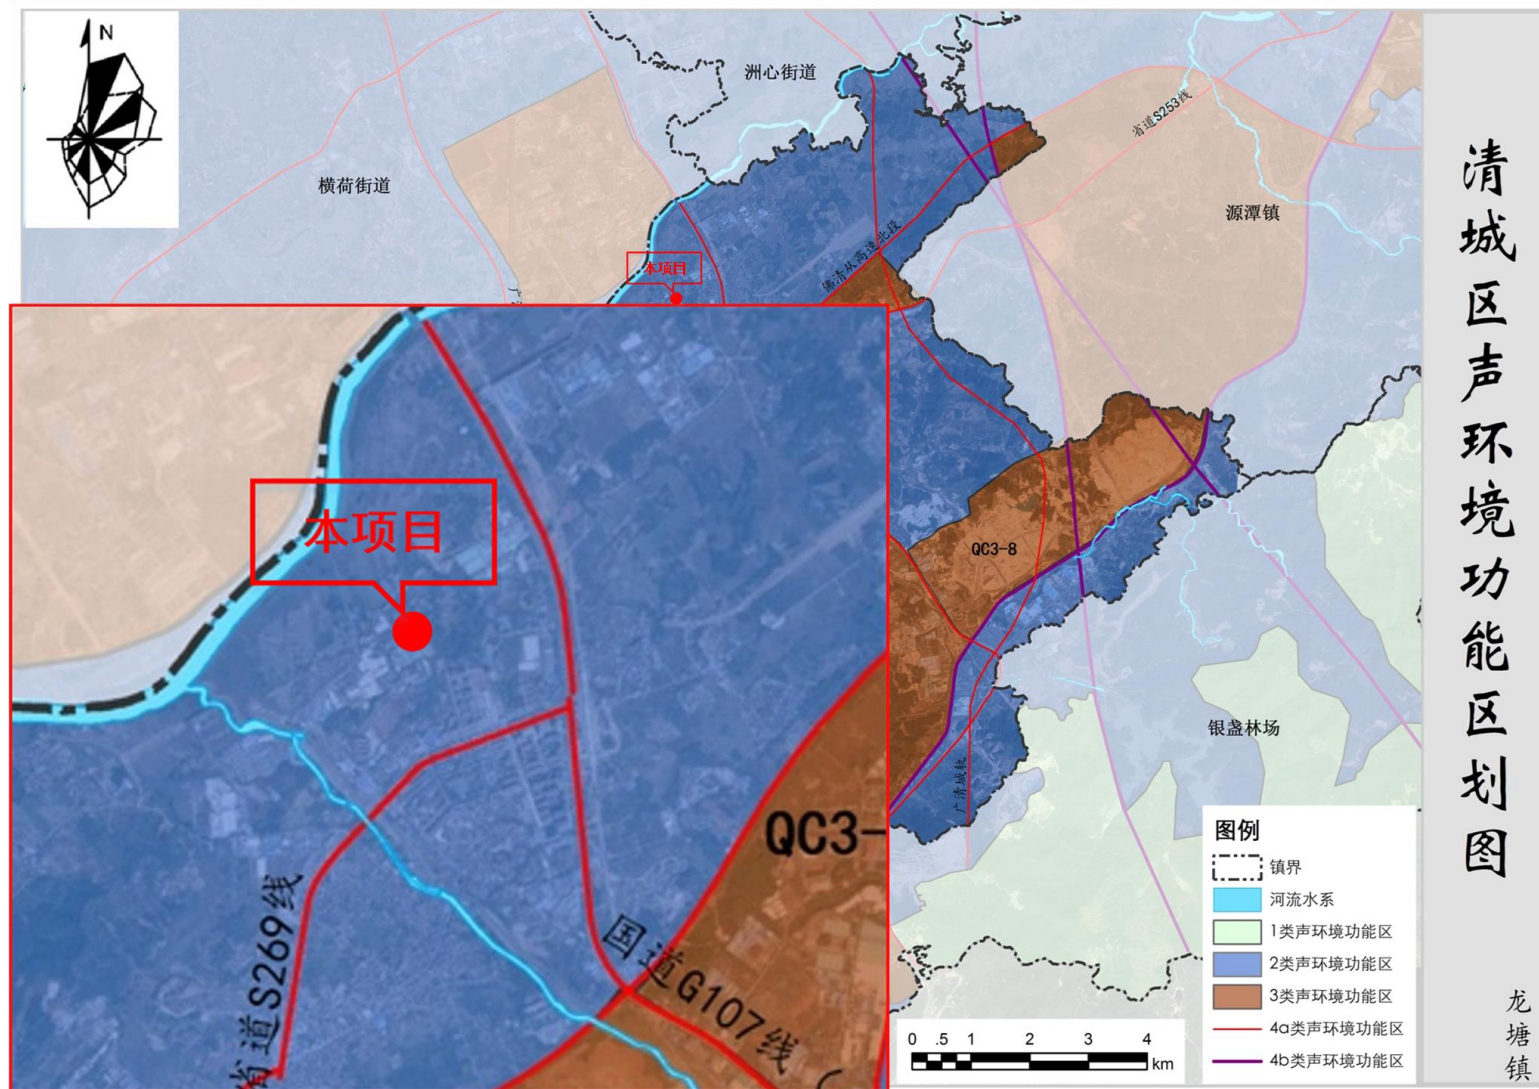 N
洲心街道
省道S253线
横荷街道
源潭镇
佛清从高速北段
本项目
广
本项目
QC3-8
QC3-
省道S269线
国道G107线
(
银盏林场
广清城轨
清城区声环境功能区划图
龙塘镇
图例
镇界
河流水系
1类声环境功能区
2类声环境功能区
3类声环境功能区
4a类声环境功能区
4b类声环境功能区
0 .5 1 2 3 4
km